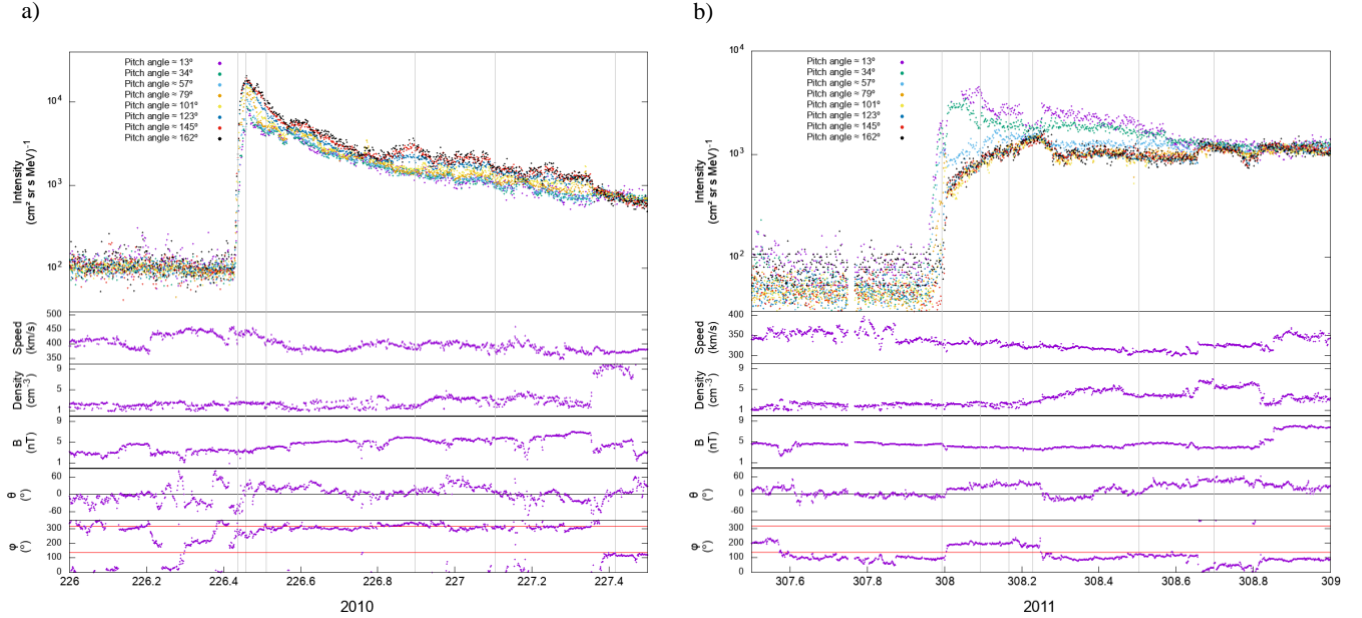 a)
Pitch angle ≈ 13º
Pitch angle ≈ 34º
Pitch angle ≈ 57º
Pitch angle ≈ 79º
Pitch angle ≈ 101º
Pitch angle ≈ 123º
Pitch angle ≈ 145º
Pitch angle ≈ 162º
10⁴
10³
10²
Intensity
(cm² sr s MeV)⁻¹
500
450
400
350
Speed
(km/s)
9
5
1
Density
(cm⁻³)
9
5
1
B
(nT)
60
0
-60
θ
(º)
300
200
100
0
φ
(º)
226
226.2
226.4
226.6
226.8
227
227.2
227.4
2010
b)
Pitch angle ≈ 13º
Pitch angle ≈ 34º
Pitch angle ≈ 57º
Pitch angle ≈ 79º
Pitch angle ≈ 101º
Pitch angle ≈ 123º
Pitch angle ≈ 145º
Pitch angle ≈ 162º
10⁴
10³
10²
Intensity
(cm² sr s MeV)⁻¹
400
350
300
Speed
(km/s)
9
5
1
Density
(cm⁻³)
9
5
1
B
(nT)
60
0
-60
θ
(º)
300
200
100
0
φ
(º)
307.6
307.8
308
308.2
308.4
308.6
308.8
309
2011